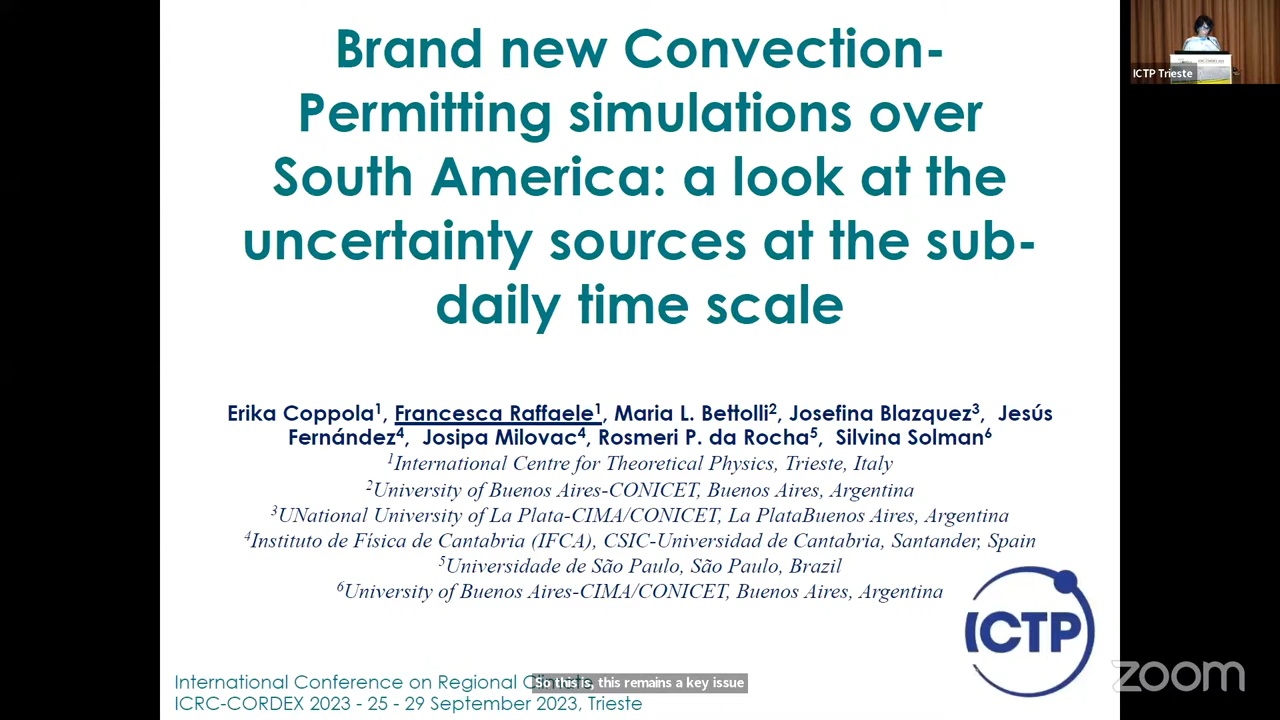 Brand new Convection-
Permitting simulations over
South America: a look at the
uncertainty sources at the sub-
daily time scale
Erika Coppola1, Francesca Raffaele1, Maria L. Bettolli2, Josefina Blazquez3, Jesús
Fernández4, Josipa Milovac4, Rosmeri P. da Rocha5, Silvina Solman6
1International Centre for Theoretical Physics, Trieste, Italy
2University of Buenos Aires-CONICET, Buenos Aires, Argentina
3UNational University of La Plata-CIMA/CONICET, La PlataBuenos Aires, Argentina
4Instituto de Física de Cantabria (IFCA), CSIC-Universidad de Cantabria, Santander, Spain
5Universidade de São Paulo, São Paulo, Brazil
6University of Buenos Aires-CIMA/CONICET, Buenos Aires, Argentina
ICTP
International Conference on Regional
So this is, this remains a key issue
ICRC-CORDEX 2023 - 25 - 29 September 2023, Trieste
ICTP Trieste
zoom